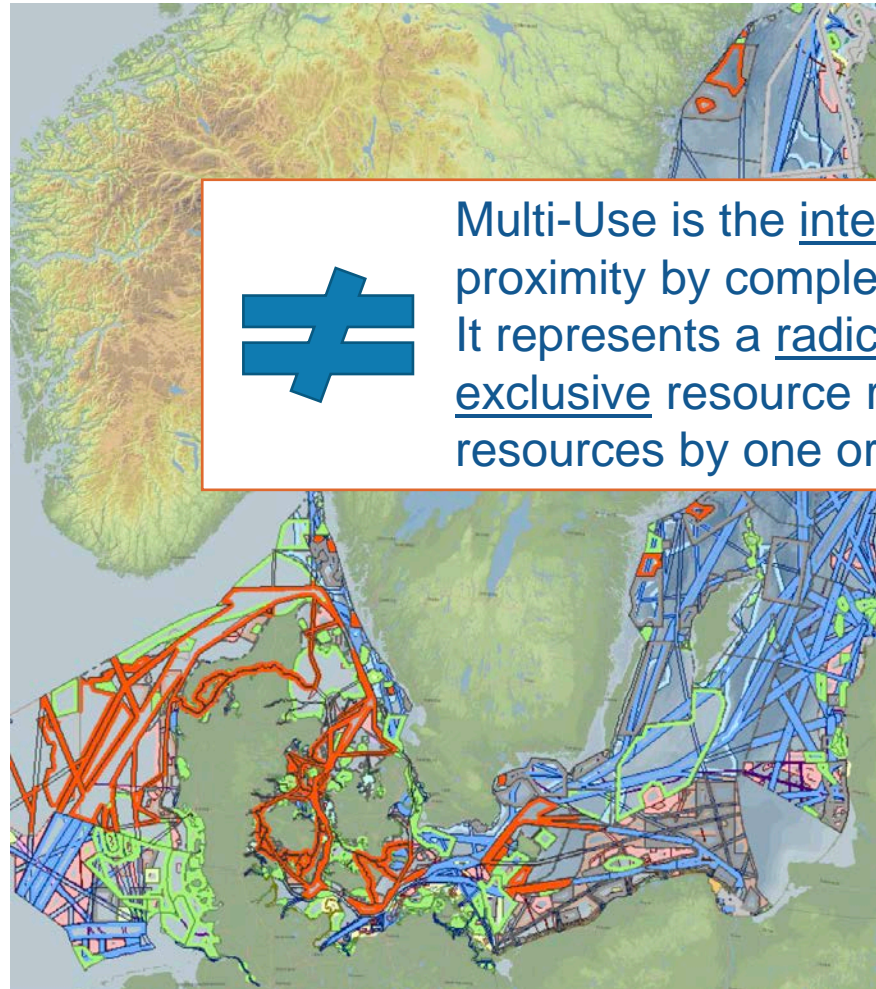 Multi-Use is the inte
proximity by comple
It represents a radic
exclusive resource r
resources by one or